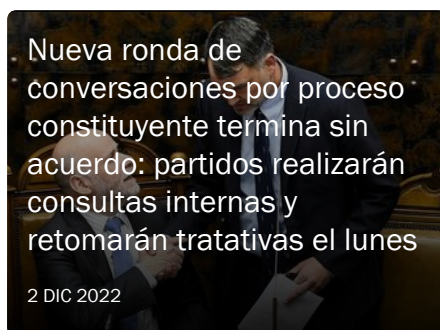 Nueva ronda de
conversaciones por proceso
constituyente termina sin
acuerdo: partidos realizarán
consultas internas y
retomarán tratativas el lunes
2 DIC 2022